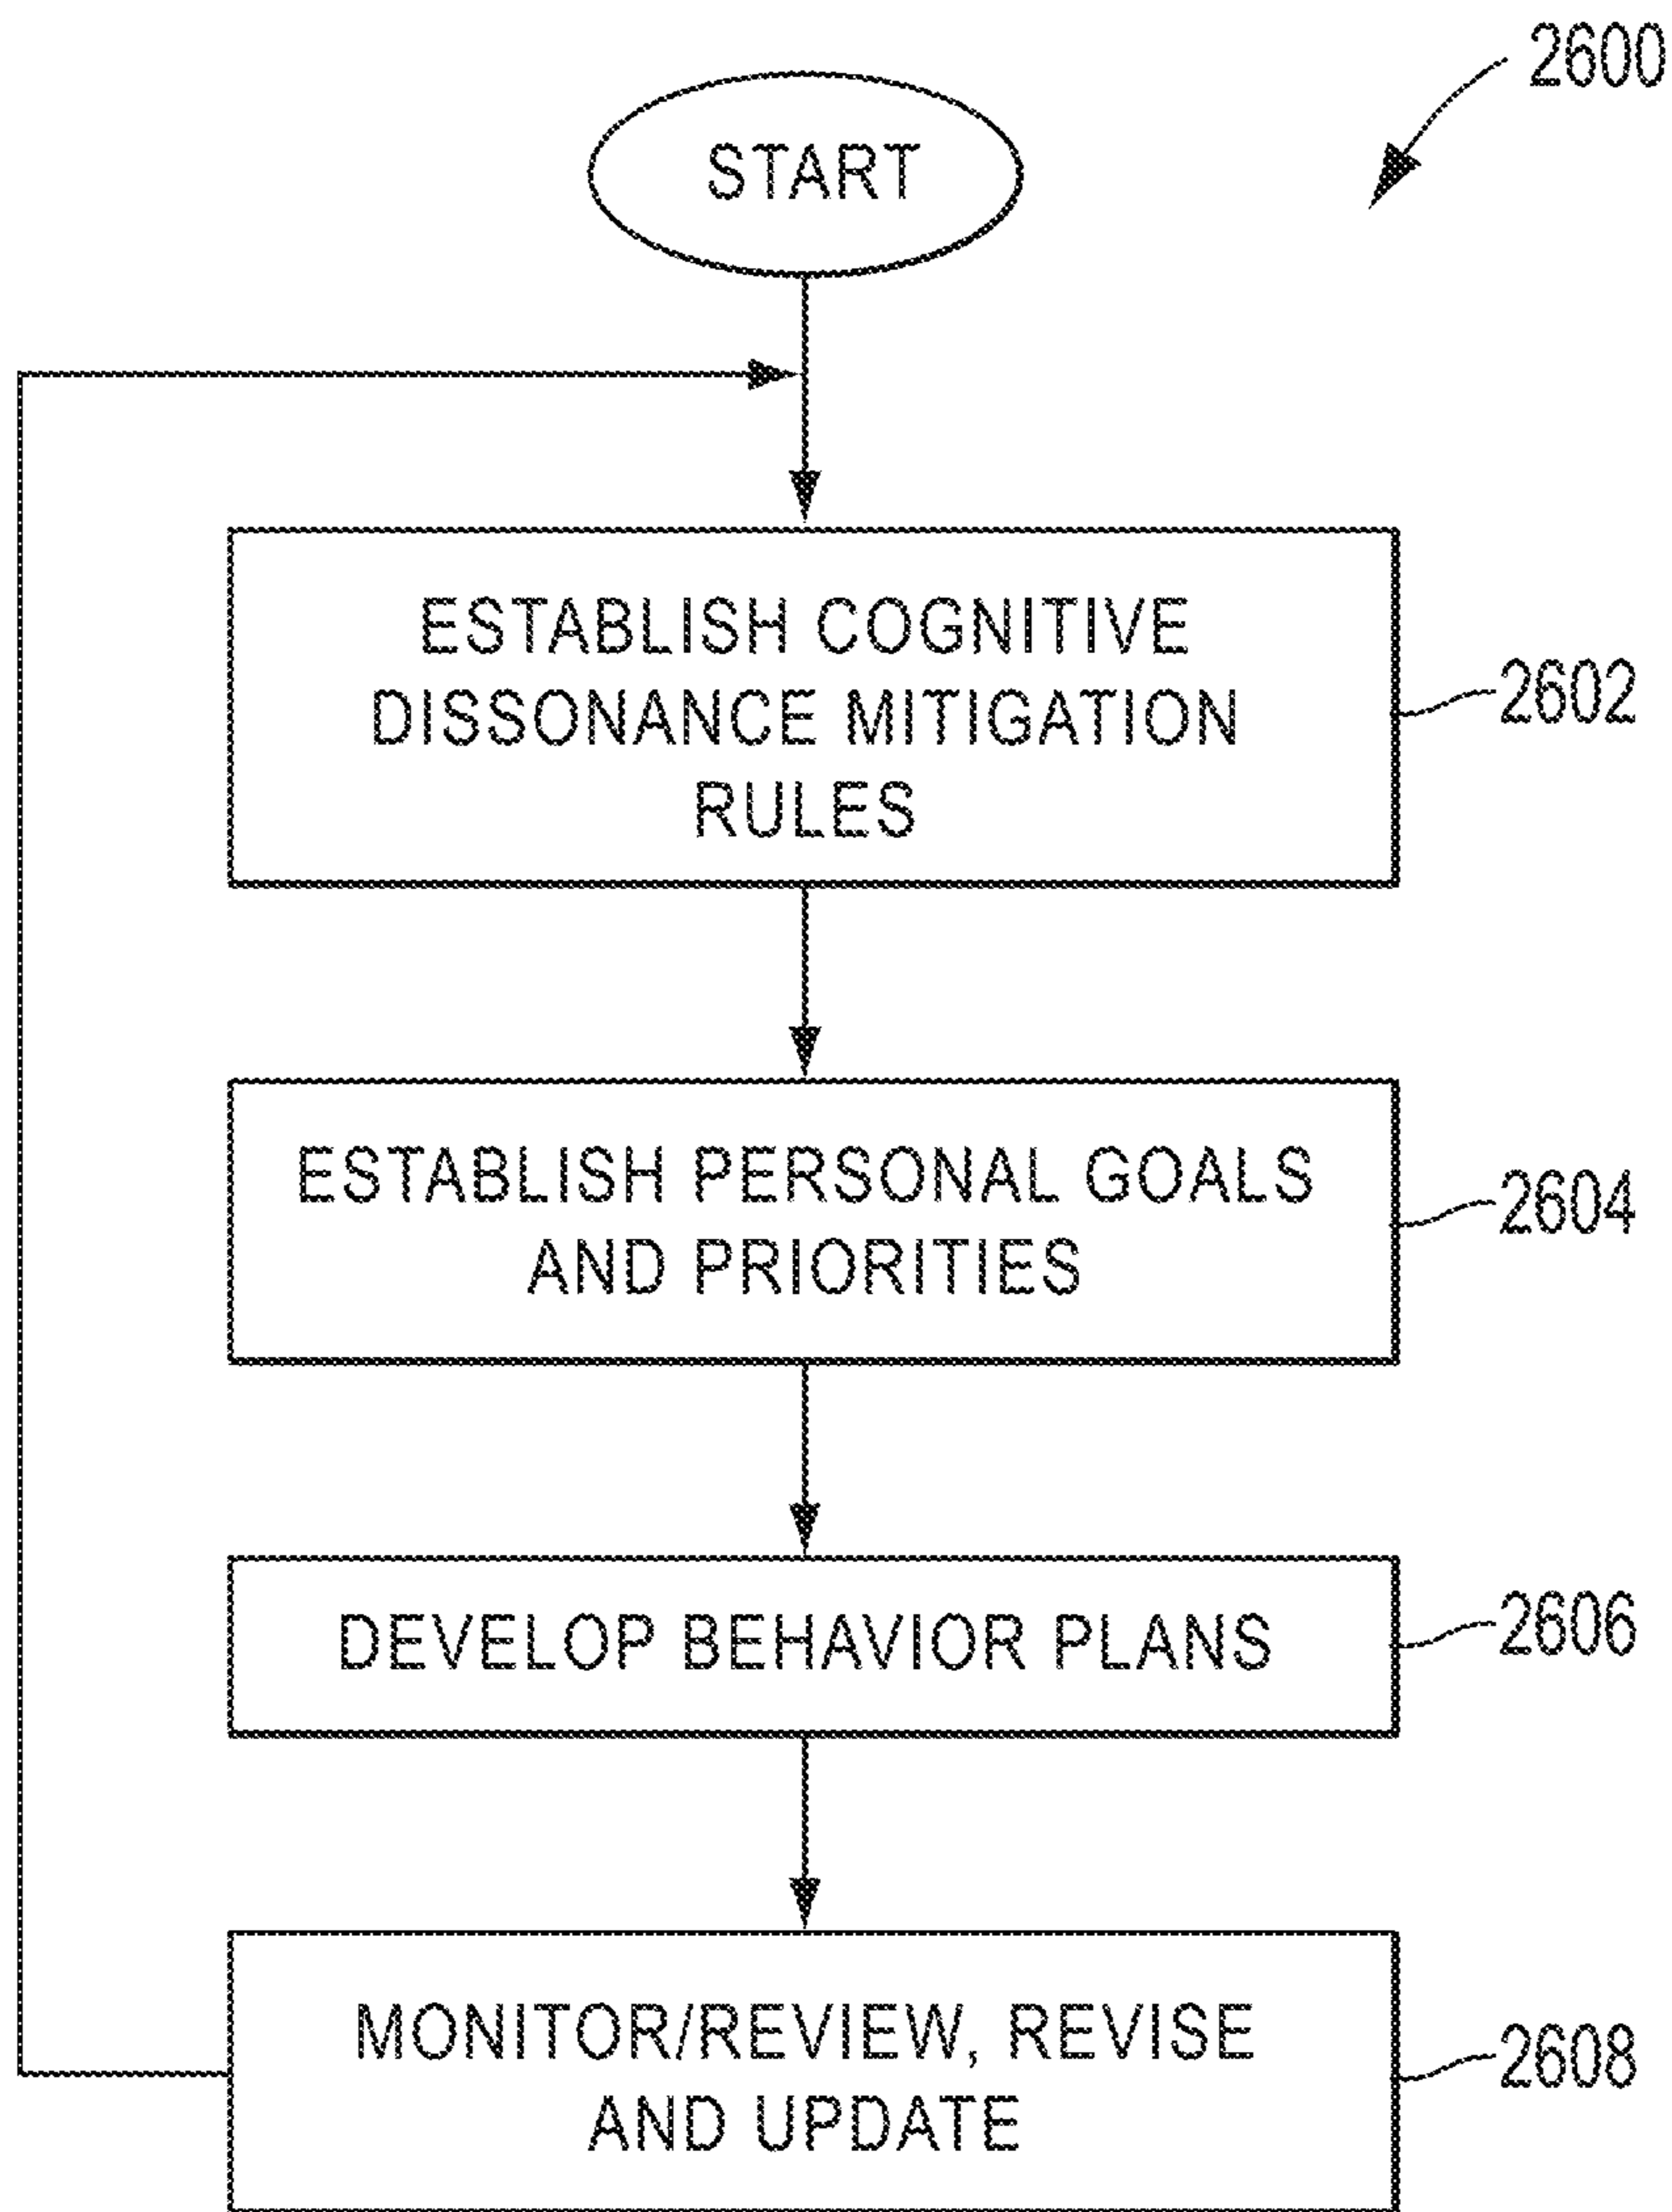 2600
START
ESTABLISH COGNITIVE
DISSONANCE MITIGATION
RULES
2602
ESTABLISH PERSONAL GOALS
AND PRIORITIES
2604
DEVELOP BEHAVIOR PLANS
2606
MONITOR/REVIEW, REVISE
AND UPDATE
2608